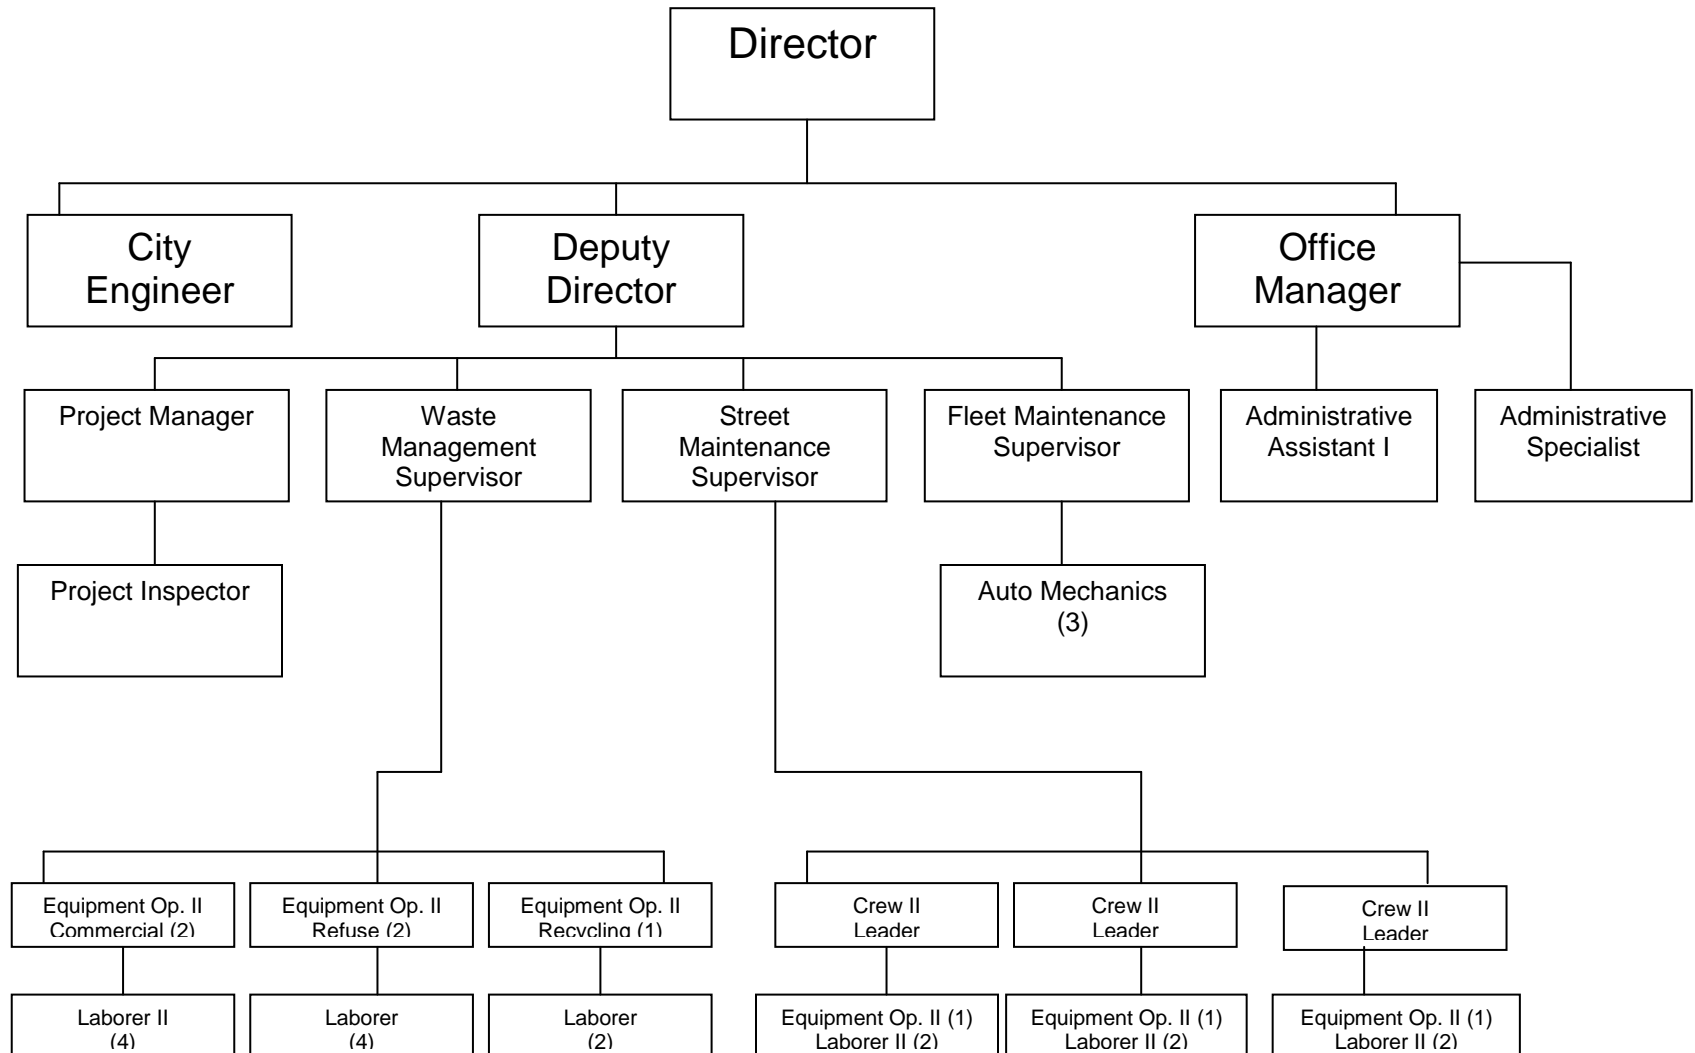 Director
City
Engineer
Deputy
Director
Office
Manager
Project Manager
Waste
Management
Supervisor
Street
Maintenance
Supervisor
Fleet Maintenance
Supervisor
Administrative
Assistant I
Administrative
Specialist
Project Inspector
Auto Mechanics
(3)
Equipment Op. II
Commercial (2)
Equipment Op. II
Refuse (2)
Equipment Op. II
Recycling (1)
Crew II
Leader
Crew II
Leader
Crew II
Leader
Laborer II
(4)
Laborer
(4)
Laborer
(2)
Equipment Op. II (1)
Laborer II (2)
Equipment Op. II (1)
Laborer II (2)
Equipment Op. II (1)
Laborer II (2)